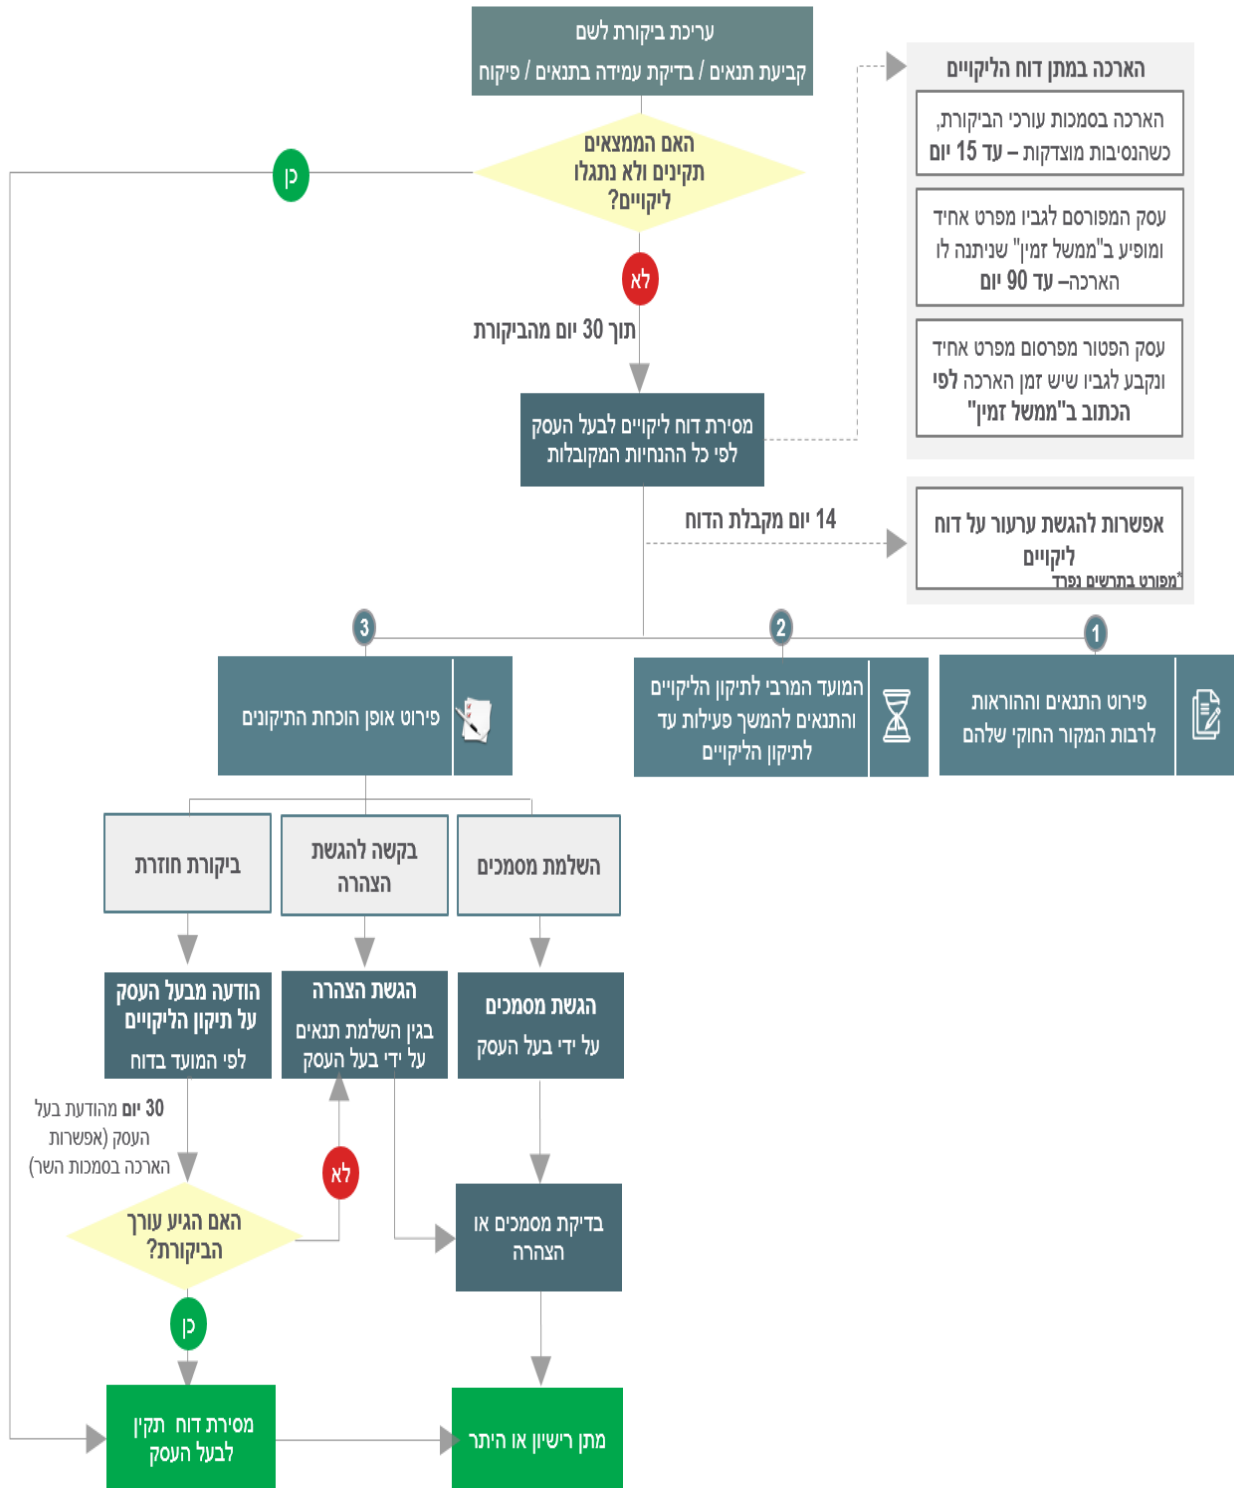 עריכת ביקורת לשם
קביעת תנאים / בדיקת עמידה בתנאים / פיקוח
האם הממצאים
תקינים ולא נתגלו
ליקויים?
כן
לא
תוך 30 יום מהביקורת
מסירת דוח ליקויים לבעל העסק
לפי כל ההנחיות המקובלות
הארכה במתן דוח הליקויים
הארכה בסמכות עורכי הביקורת,
כשהנסיבות מוצדקות – עד 15 יום
עסק המפורסם לגביו מפרט אחיד
ומופיע ב"ממשל זמין" שניתנה לו
הארכה– עד 90 יום
עסק הפטור מפרסום מפרט אחיד
ונקבע לגביו שיש זמן הארכה לפי
הכתוב ב"ממשל זמין"
14 יום מקבלת הדוח
אפשרות להגשת ערעור על דוח
ליקויים
*מפורט בתרשים נפרד
1
פירוט התנאים וההוראות
לרבות המקור החוקי שלהם
2
המועד המרבי לתיקון הליקויים
והתנאים להמשך פעילות עד
לתיקון הליקויים
3
פירוט אופן הוכחת התיקונים
השלמת מסמכים
בקשה להגשת
הצהרה
ביקורת חוזרת
הגשת מסמכים
על ידי בעל העסק
הגשת הצהרה
בגין השלמת תנאים
על ידי בעל העסק
הודעה מבעל העסק
על תיקון הליקויים
לפי המועד בדוח
30 יום מהודעת בעל
העסק (אפשרות
הארכה בסמכות השר)
לא
האם הגיע עורך
הביקורת?
בדיקת מסמכים או
הצהרה
כן
מסירת דוח תקין
לבעל העסק
מתן רישיון או היתר